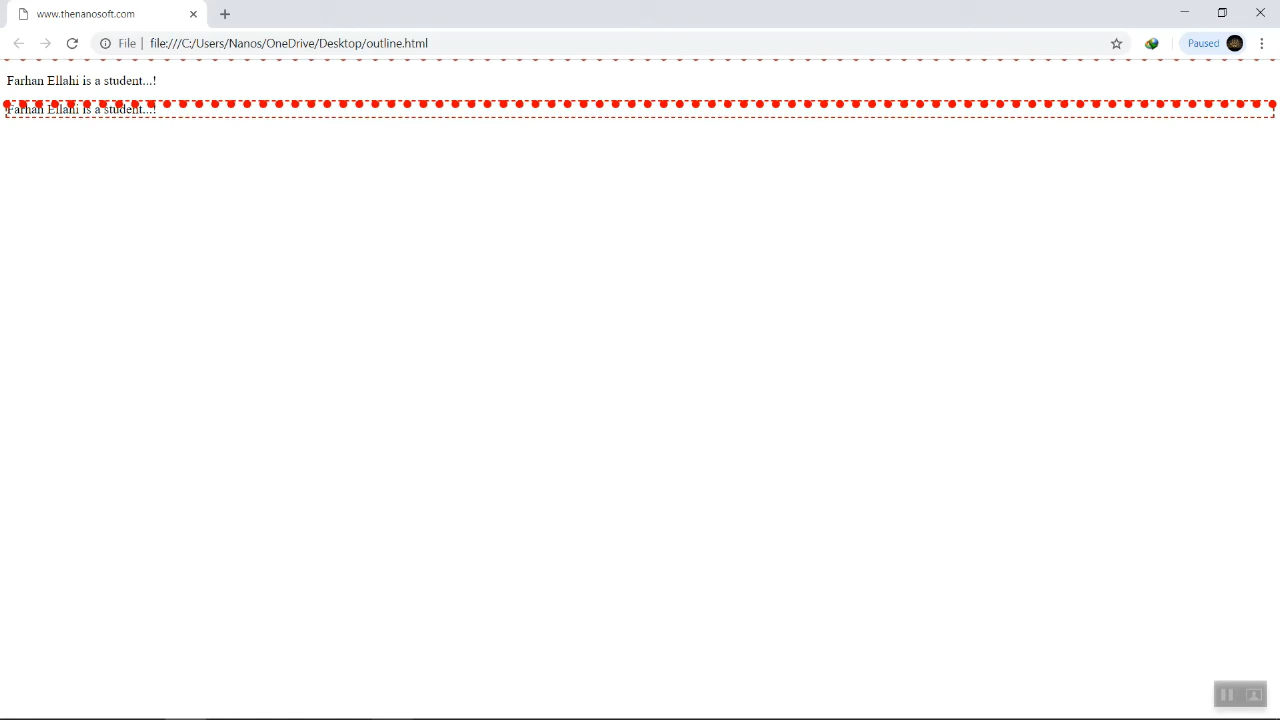 www.thenanosoft.com
File file:///C:/Users/Nanos/OneDrive/Desktop/outline.html Paused
Farhan Ellahi is a student...!
Farhan Ellahi is a student...!